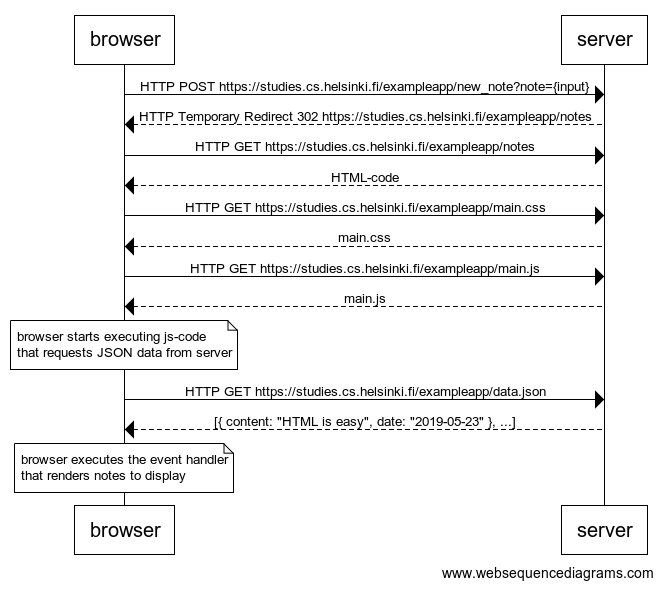 browser
server
HTTP POST https://studies.cs.helsinki.fi/exampleapp/new_note?note={input}
HTTP Temporary Redirect 302 https://studies.cs.helsinki.fi/exampleapp/notes
HTTP GET https://studies.cs.helsinki.fi/exampleapp/notes
HTML-code
HTTP GET https://studies.cs.helsinki.fi/exampleapp/main.css
main.css
HTTP GET https://studies.cs.helsinki.fi/exampleapp/main.js
main.js
browser starts executing js-code
that requests JSON data from server
HTTP GET https://studies.cs.helsinki.fi/exampleapp/data.json
[{ content: "HTML is easy", date: "2019-05-23" }, ...]
browser executes the event handler
that renders notes to display
browser
server
www.websequencediagrams.com